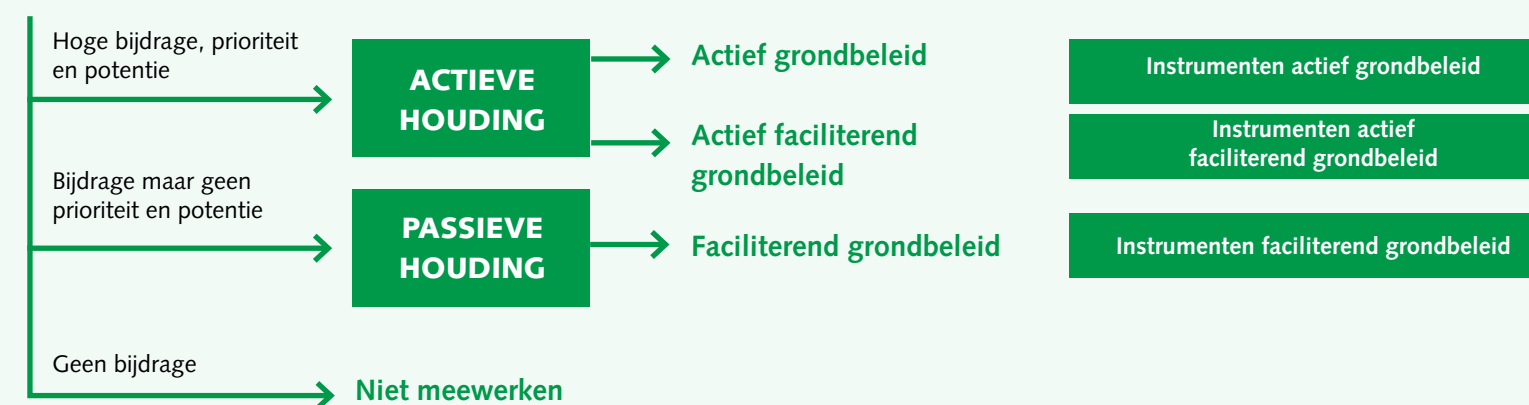 Hoge bijdrage, prioriteit
en potentie
ACTIEVE
HOUDING
Actief grondbeleid
Actief faciliterend
grondbeleid
Instrumenten actief grondbeleid
Instrumenten actief
faciliterend grondbeleid
Bijdrage maar geen
prioriteit en potentie
PASSIEVE
HOUDING
Faciliterend grondbeleid
Instrumenten faciliterend grondbeleid
Geen bijdrage
Niet meewerken